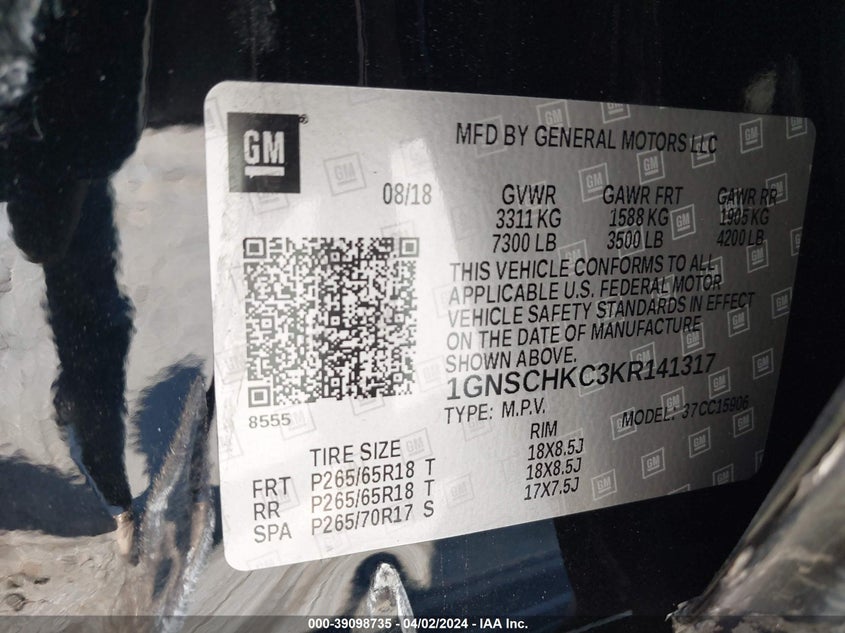 GM
MFD BY GENERAL MOTORS LLC
08/18
GVWR GAWR FRT GAWR RR
3311 KG 1588 KG 1905 KG
7300 LB 3500 LB 4200 LB
THIS VEHICLE CONFORMS TO ALL
APPLICABLE U.S. FEDERAL MOTOR
VEHICLE SAFETY STANDARDS IN EFFECT
ON THE DATE OF MANUFACTURE
SHOWN ABOVE.
1GNSCHKC3KR141317
8555
TYPE: M.P.V. MODEL: 37CC15906
TIRE SIZE RIM
FRT P265/65R18 T 18X8.5J
RR P265/65R18 T 18X8.5J
SPA P265/70R17 S 17X7.5J
000-39098735 - 04/02/2024 - IAA Inc.